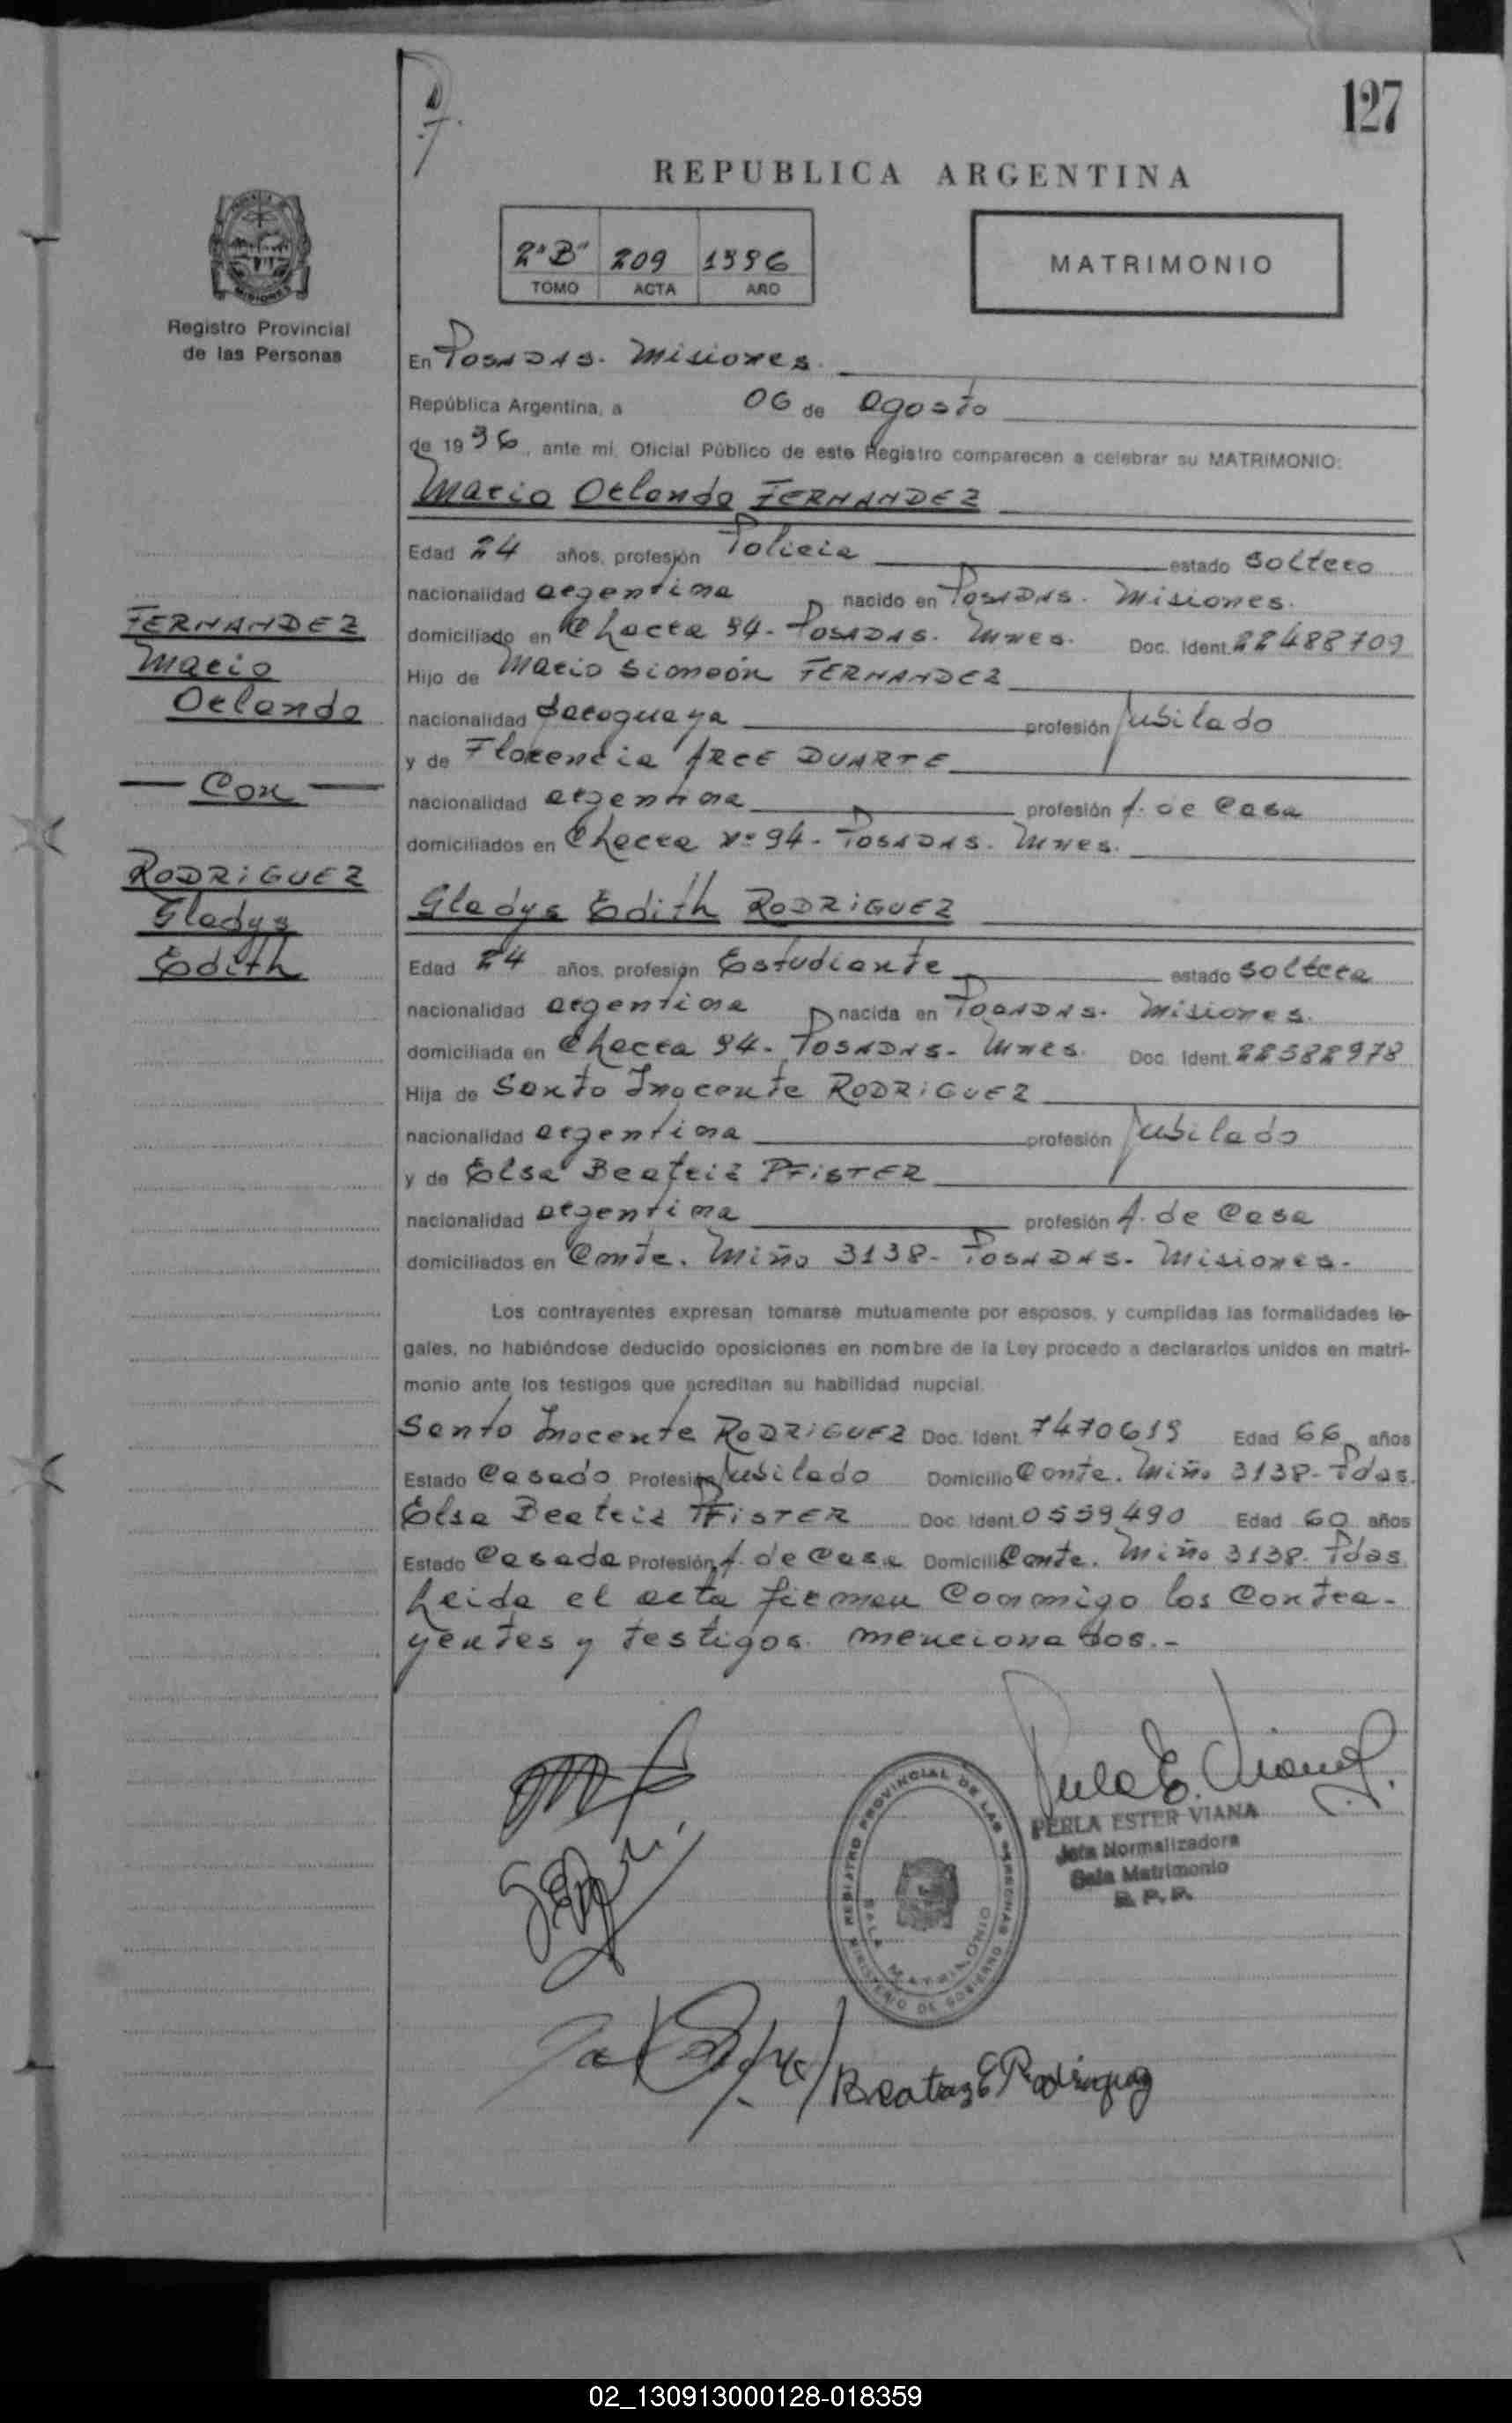 127
REPUBLICA ARGENTINA
2"B" 209 1996
TOMO ACTA AÑO
MATRIMONIO
Registro Provincial
de las Personas
En POSADAS. Misiones.
República Argentina, a 06 de Agosto
de 1996, ante mí, Oficial Público de este Registro comparecen a celebrar su MATRIMONIO:
Mario Orlando FERNANDEZ
Edad 24 años, profesión Policia estado Soltero
nacionalidad argentina nacido en POSADAS. Misiones.
domiciliado en Chacra 94- POSADAS. Mnes. Doc. Ident. 22488709
Hijo de Mario Simeón FERNANDEZ
nacionalidad Paraguaya profesión Jubilado
y de Florencia ARCE DUARTE
nacionalidad argentina profesión A. de Casa
domiciliados en Chacra Nº 94- POSADAS. Mnes.
FERNANDEZ
Mario
Orlando
Con
RODRIGUEZ
Gladys
Edith
Gladys Edith RODRIGUEZ
Edad 24 años, profesión Estudiante estado Soltera
nacionalidad argentina nacida en POSADAS. Misiones.
domiciliada en Chacra 94- POSADAS- Mnes. Doc. Ident. 22582978
Hija de Santo Inocente RODRIGUEZ
nacionalidad argentina profesión Jubilado
y de Elsa Beatriz PFISTER
nacionalidad argentina profesión A. de Casa
domiciliados en Cmte. Miño 3138- POSADAS- Misiones-
Los contrayentes expresan tomarse mutuamente por esposos, y cumplidas las formalidades le-
gales, no habiéndose deducido oposiciones en nombre de la Ley procedo a declararlos unidos en matri-
monio ante los testigos que acreditan su habilidad nupcial.
Santo Inocente RODRIGUEZ Doc. Ident. 7470619 Edad 66 años
Estado Casado Profesión Jubilado Domicilio Cmte. Miño 3138- Pdas.
Elsa Beatriz PFISTER Doc. Ident. 0559490 Edad 60 años
Estado Casada Profesión A. de Casa Domicilio Cmte. Miño 3138- Pdas
Leida el acta firman Conmigo los Contra-
yentes y testigos mencionados.-
Perla E. Viana
PERLA ESTER VIANA
Jefa Normalizadora
Sala Matrimonio
R. P. P.
REGISTRO PROVINCIAL DE LAS PERSONAS
SALA MATRIMONIO
MINISTERIO DE GOBIERNO
Beatriz E Rodriguez
02_130913000128-018359